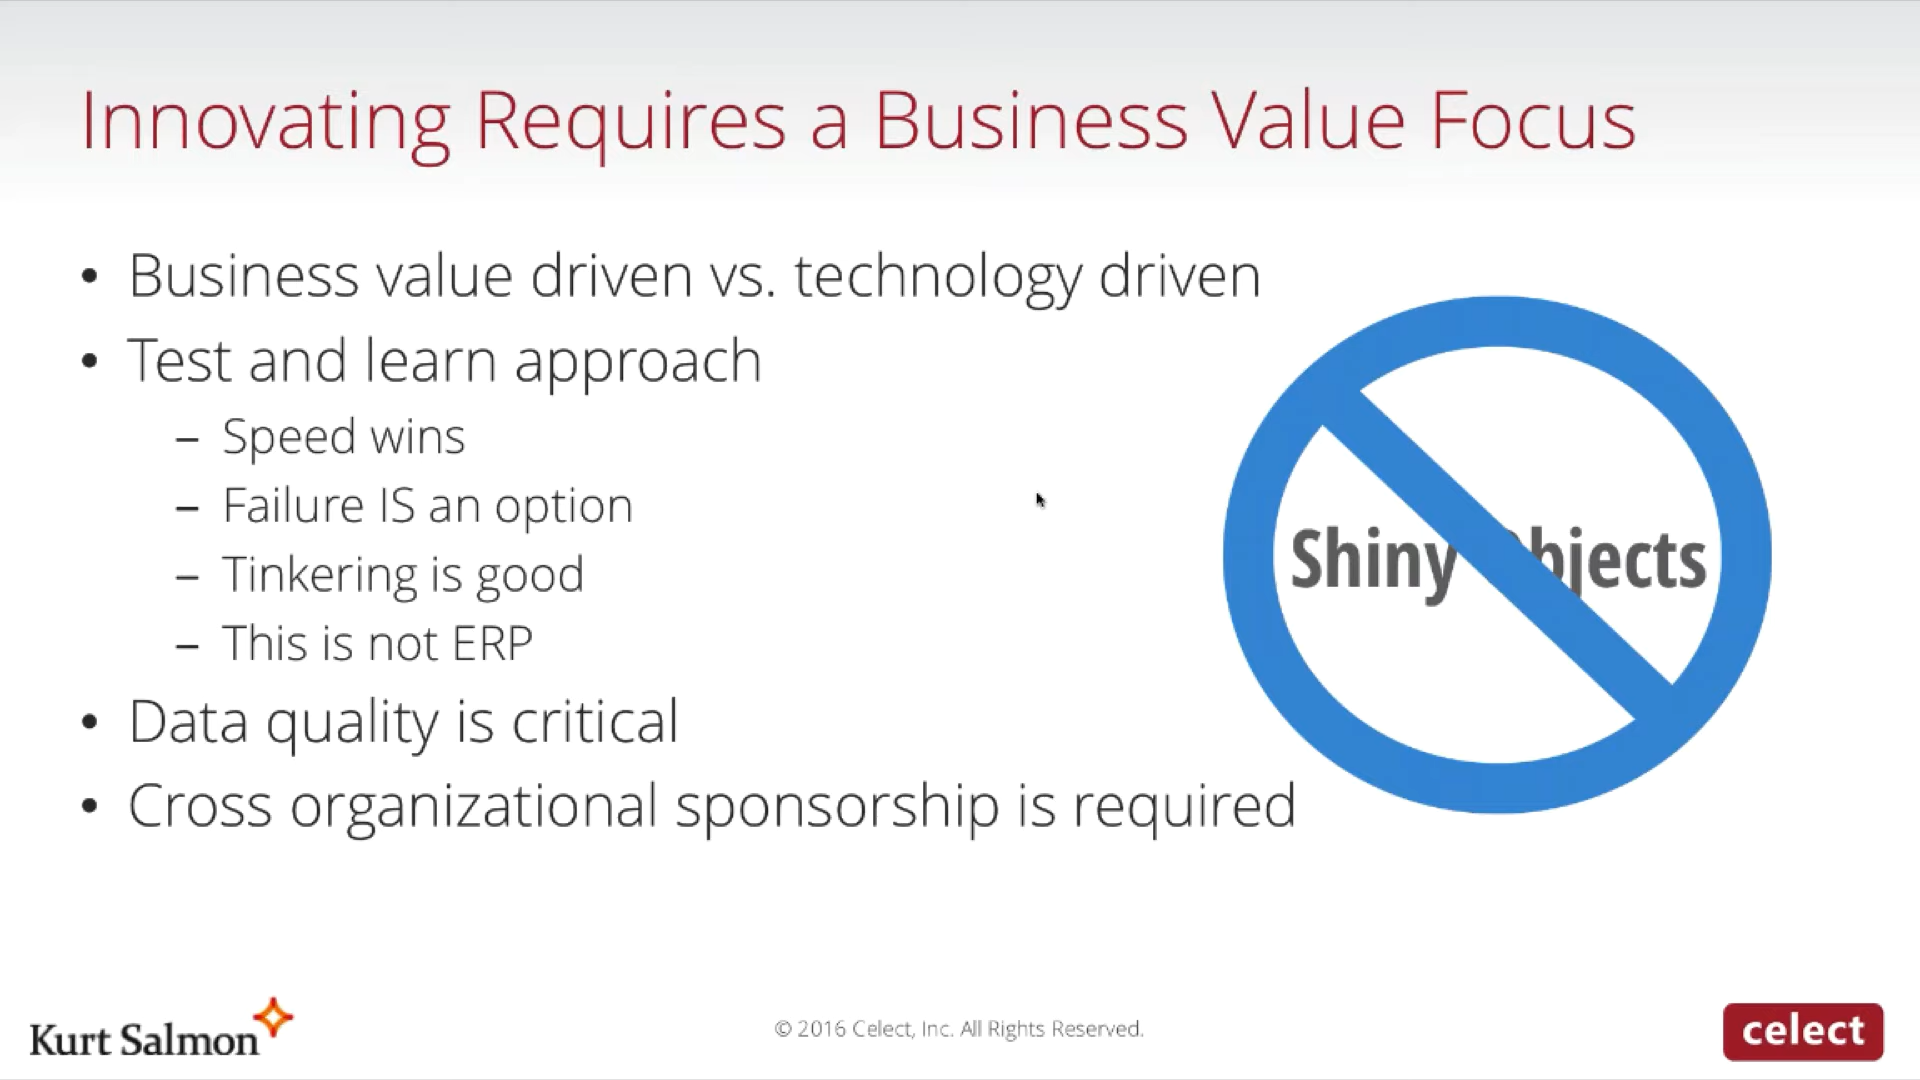 Innovating Requires a Business Value Focus
• Business value driven vs. technology driven
• Test and learn approach
– Speed wins
– Failure IS an option
– Tinkering is good
– This is not ERP
• Data quality is critical
• Cross organizational sponsorship is required
Shiny Objects
Kurt Salmon
© 2016 Celect, Inc. All Rights Reserved.
celect